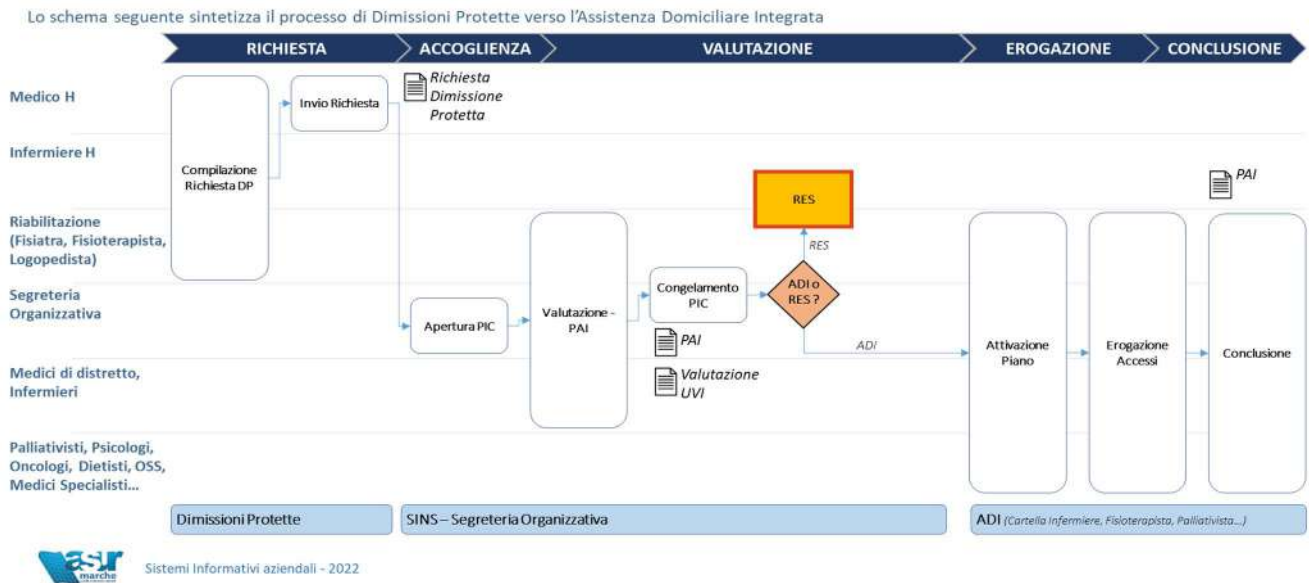 Lo schema seguente sintetizza il processo di Dimissioni Protette verso l'Assistenza Domiciliare Integrata
RICHIESTA
ACCOGLIENZA
VALUTAZIONE
EROGAZIONE
CONCLUSIONE
Medico H
Invio Richiesta
Richiesta
Dimissione
Protetta
Infermiere H
Compilazione
Richiesta DP
RES
PAI
Riabilitazione
(Fisiatra, Fisioterapista,
Logopedista)
RES
Segreteria
Organizzativa
Apertura PIC
Valutazione -
PAI
Congelamento
PIC
ADI o
RES ?
PAI
ADI
Attivazione
Piano
Erogazione
Accessi
Conclusione
Medici di distretto,
Infermieri
Valutazione
UVI
Palliativisti, Psicologi,
Oncologi, Dietisti, OSS,
Medici Specialisti...
Dimissioni Protette
SINS – Segreteria Organizzativa
ADI (Cartella Infermiere, Fisioterapista, Palliativista...)
asur
marche
Sistemi Informativi aziendali - 2022